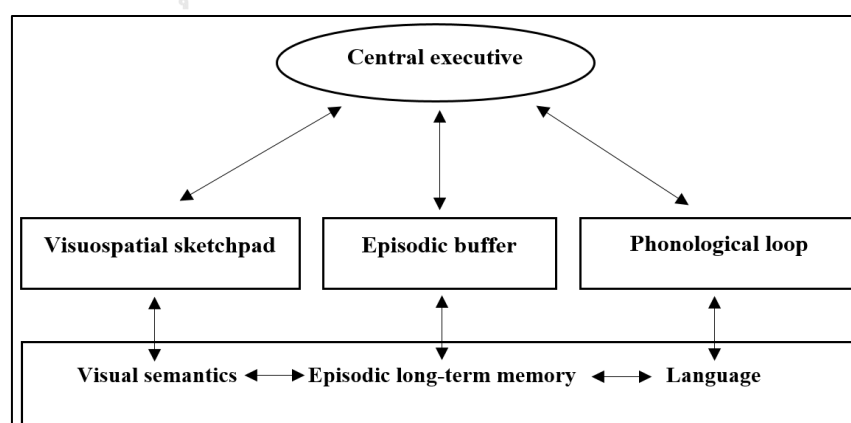 Central executive
Visuospatial sketchpad
Episodic buffer
Phonological loop
Visual semantics
Episodic long-term memory
Language